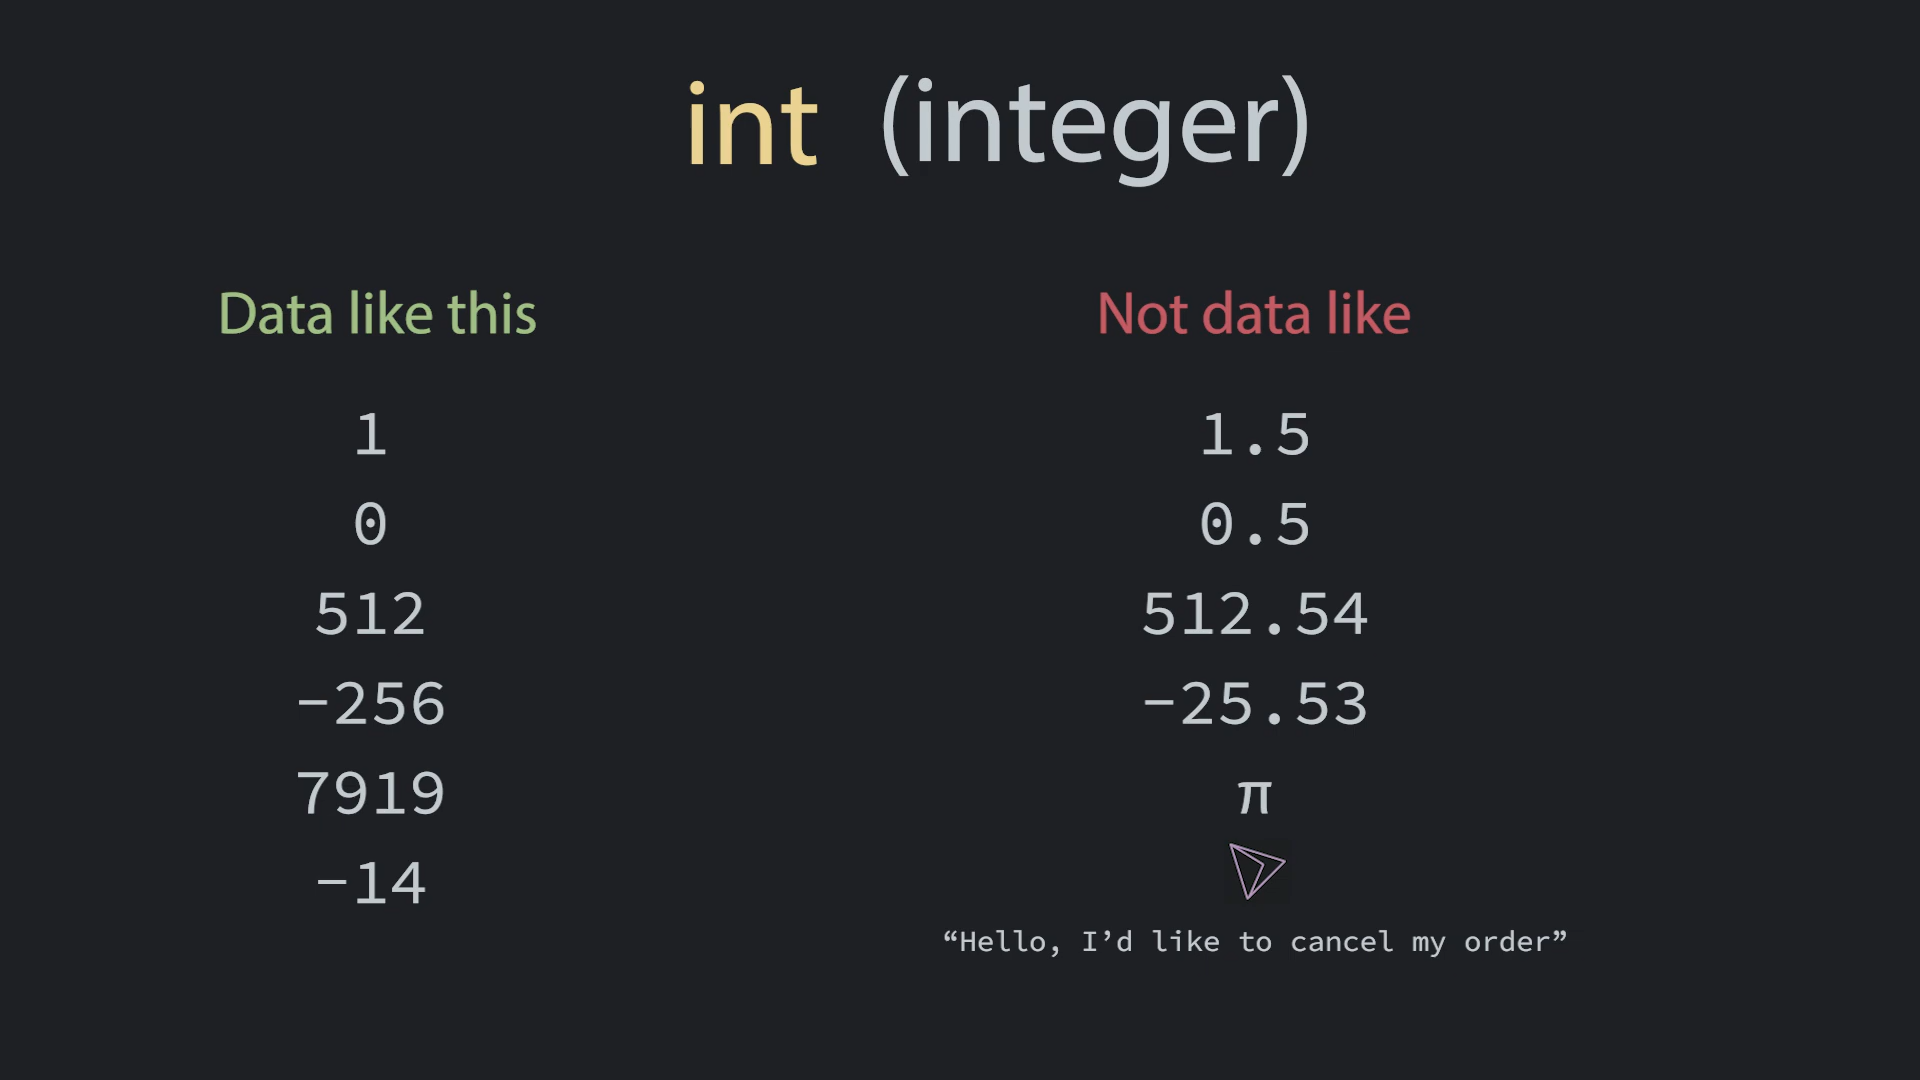 int (integer)
Data like this
1
0
512
-256
7919
-14
Not data like
1.5
0.5
512.54
-25.53
π
“Hello, I’d like to cancel my order”